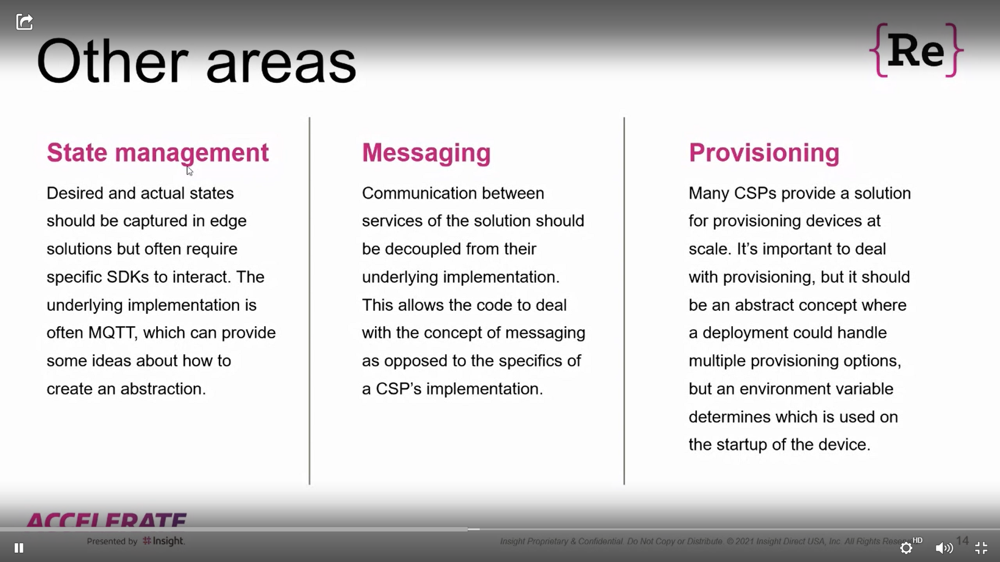 Other areas
{Re}
State management
Desired and actual states
should be captured in edge
solutions but often require
specific SDKs to interact. The
underlying implementation is
often MQTT, which can provide
some ideas about how to
create an abstraction.
Messaging
Communication between
services of the solution should
be decoupled from their
underlying implementation.
This allows the code to deal
with the concept of messaging
as opposed to the specifics of
a CSP’s implementation.
Provisioning
Many CSPs provide a solution
for provisioning devices at
scale. It’s important to deal
with provisioning, but it should
be an abstract concept where
a deployment could handle
multiple provisioning options,
but an environment variable
determines which is used on
the startup of the device.
ACCELERATE
Presented by Insight.
Insight Proprietary & Confidential. Do Not Copy or Distribute. © 2021 Insight Direct USA, Inc. All Rights
14
HD